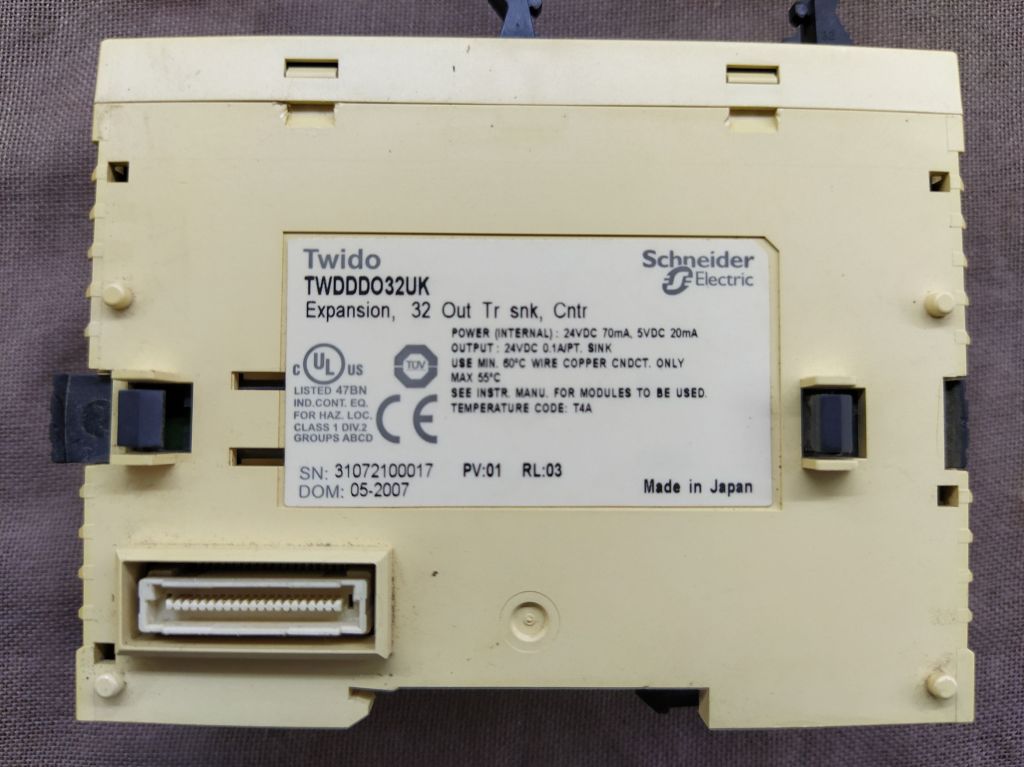 Twido
Schneider
Electric
TWDDDO32UK
Expansion, 32 Out Tr snk, Cntr
POWER (INTERNAL) : 24VDC 70mA, 5VDC 20mA
OUTPUT : 24VDC 0.1A/PT. SINK
USE MIN. 60°C WIRE COPPER CNDCT. ONLY
MAX 55°C
SEE INSTR. MANU. FOR MODULES TO BE USED.
TEMPERATURE CODE: T4A
C UL US
TÜV
LISTED 47BN
IND.CONT. EQ.
FOR HAZ. LOC.
CLASS 1 DIV.2
GROUPS ABCD
CE
SN: 31072100017 PV:01 RL:03
DOM: 05-2007
Made in Japan